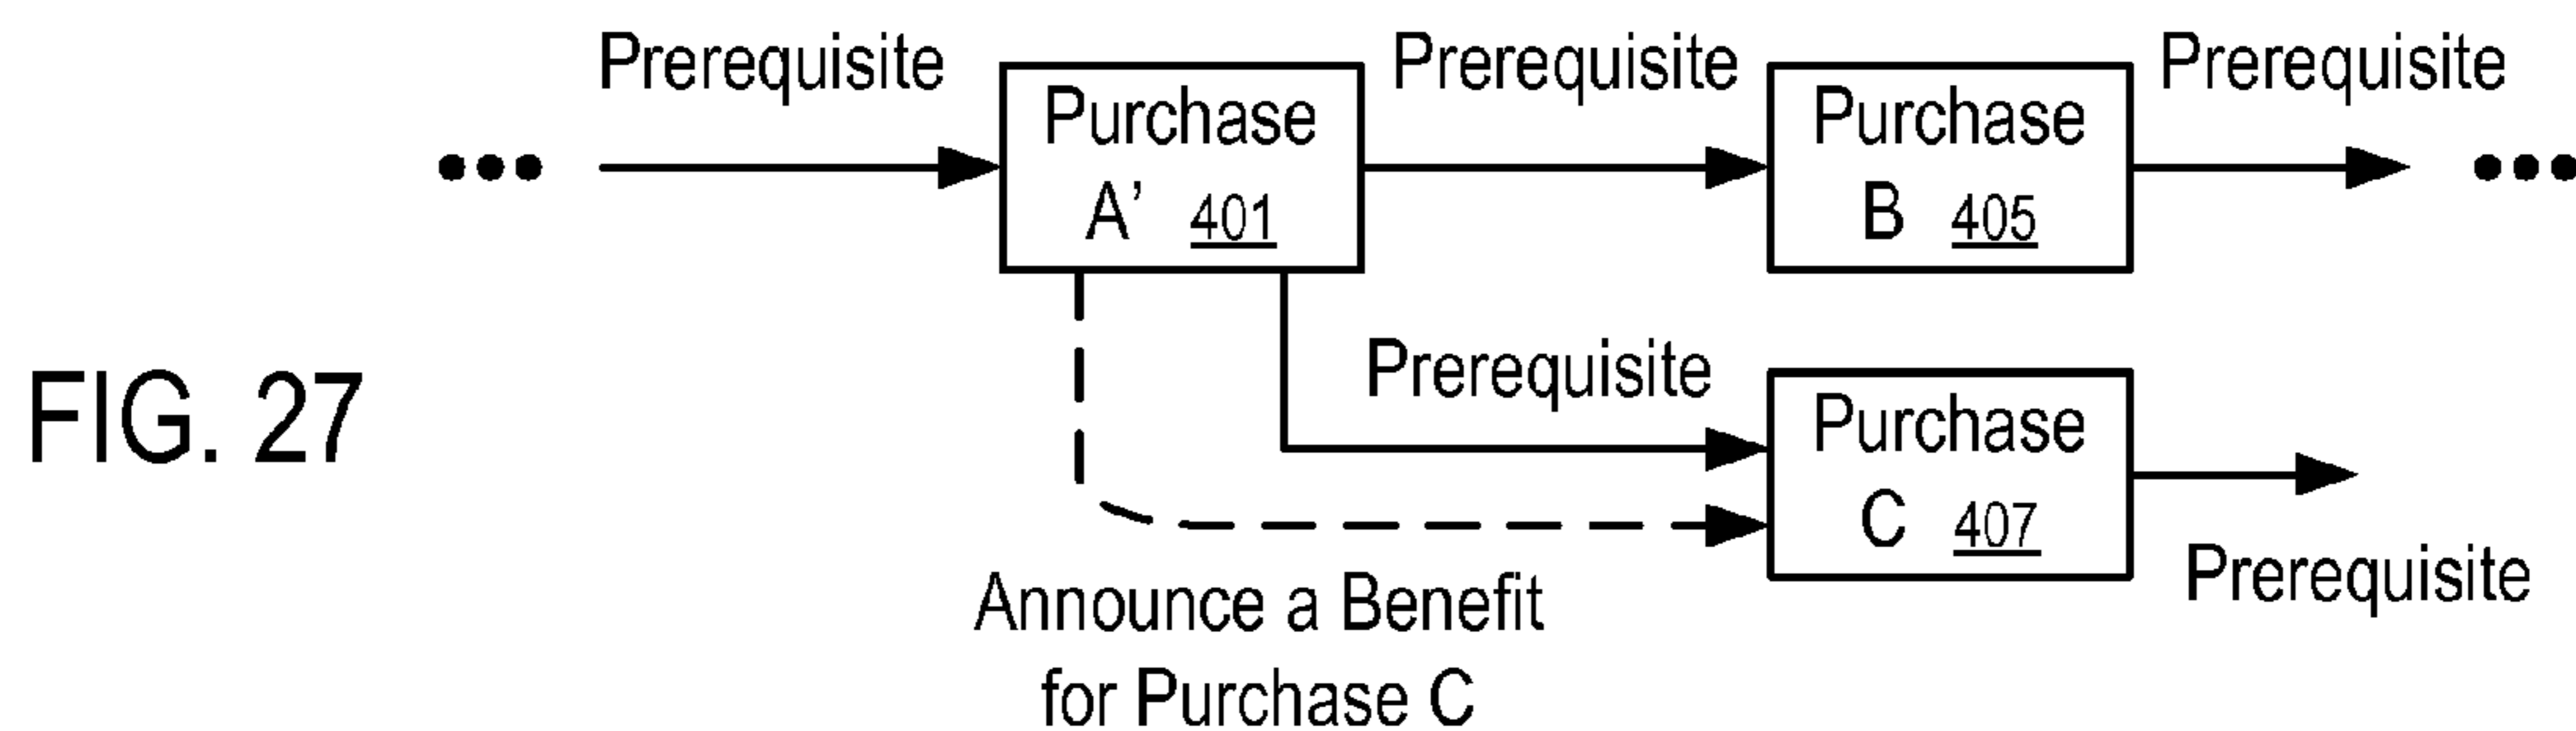 Prerequisite
Prerequisite
Prerequisite
Purchase
A’ 401
Purchase
B 405
FIG. 27
Prerequisite
Purchase
C 407
Prerequisite
Announce a Benefit
for Purchase C